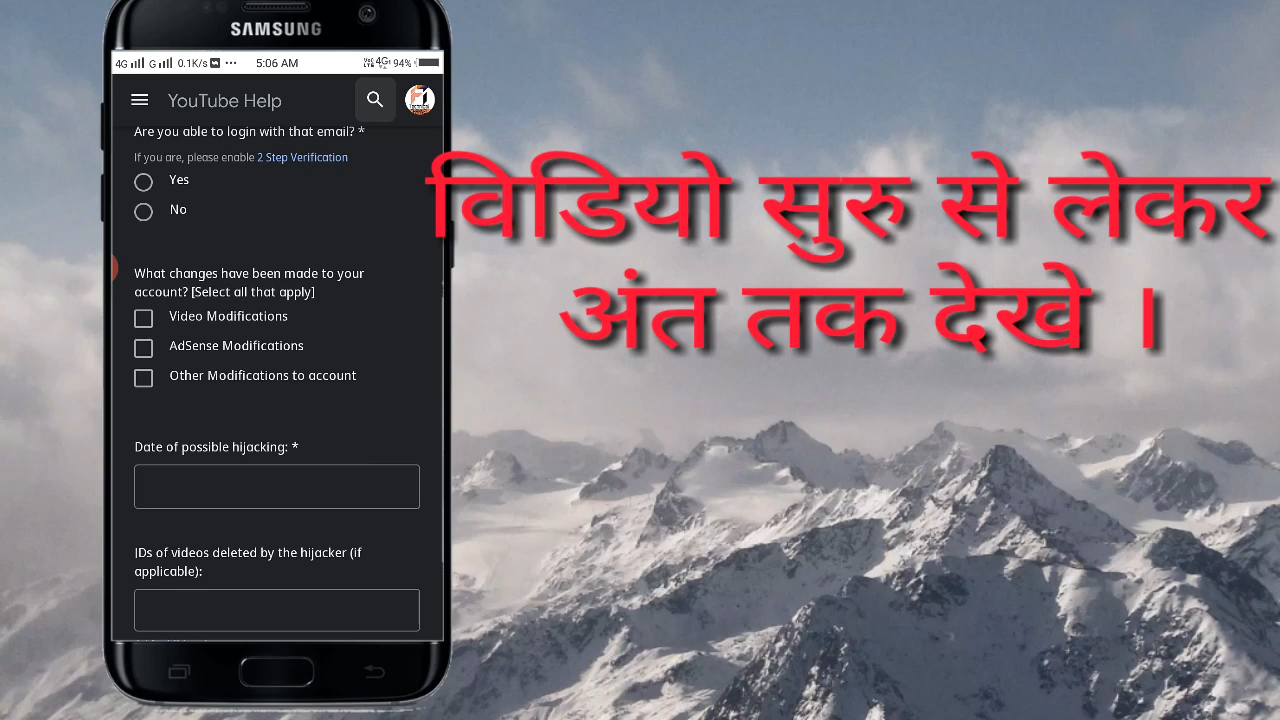 SAMSUNG
4G G 0.1K/s ••• 5:06 AM 4G 94%
YouTube Help
Are you able to login with that email? *
If you are, please enable 2 Step Verification
Yes
No
What changes have been made to your
account? [Select all that apply]
Video Modifications
AdSense Modifications
Other Modifications to account
Date of possible hijacking: *
IDs of videos deleted by the hijacker (if
applicable):
विडियो सुरु से लेकर
अंत तक देखे ।